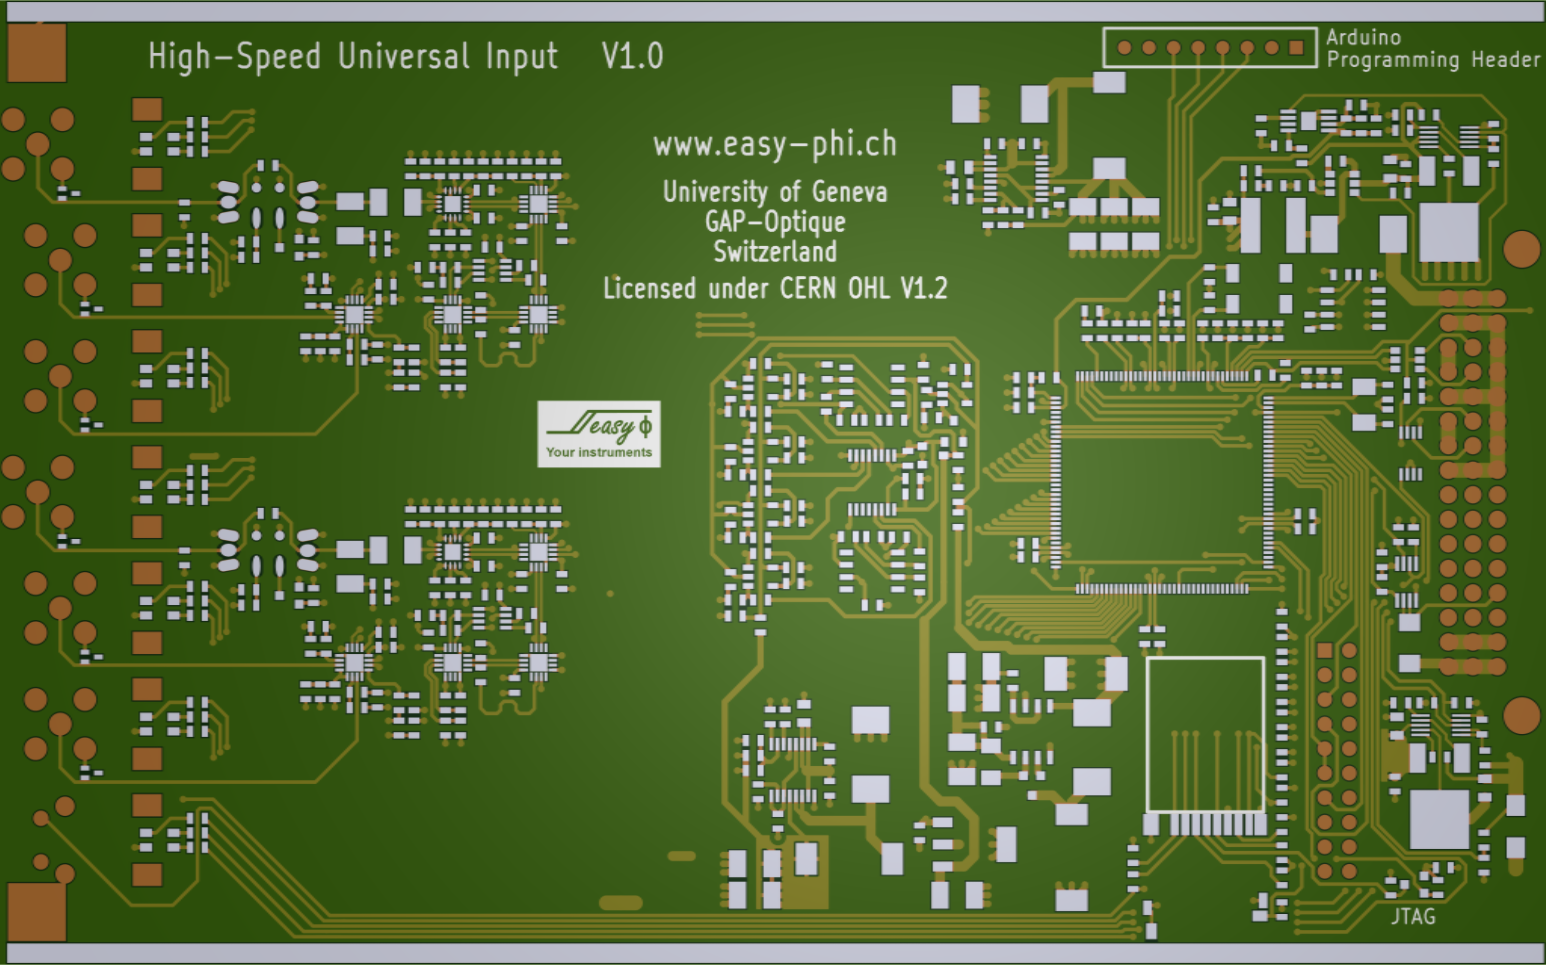 High-Speed Universal Input V1.0
Arduino
Programming Header
www.easy-phi.ch
University of Geneva
GAP-Optique
Switzerland
Licensed under CERN OHL V1.2
easy ϕ
Your instruments
JTAG